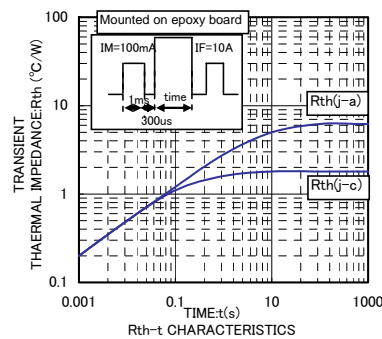 Mounted on epoxy board
IM=100mA
IF=10A
1ms
time
300us
TRANSIENT
THAERMAL IMPEDANCE:Rth (℃/W)
100
10
1
0.1
Rth(j-a)
Rth(j-c)
0.001
0.1
10
1000
TIME:t(s)
Rth-t CHARACTERISTICS